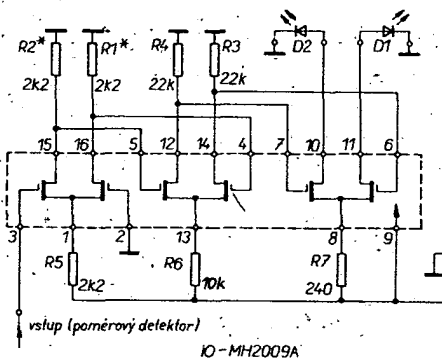 R2* R1* R4 R3 D2 D1
2k2 2k2 22k 22k
15 16 5 12 14 4 7 10 11 6
3 1 2 13 8 9
R5 R6 R7
2k2 10k 240
vstup (poměrový detektor)
IO-MH2009A